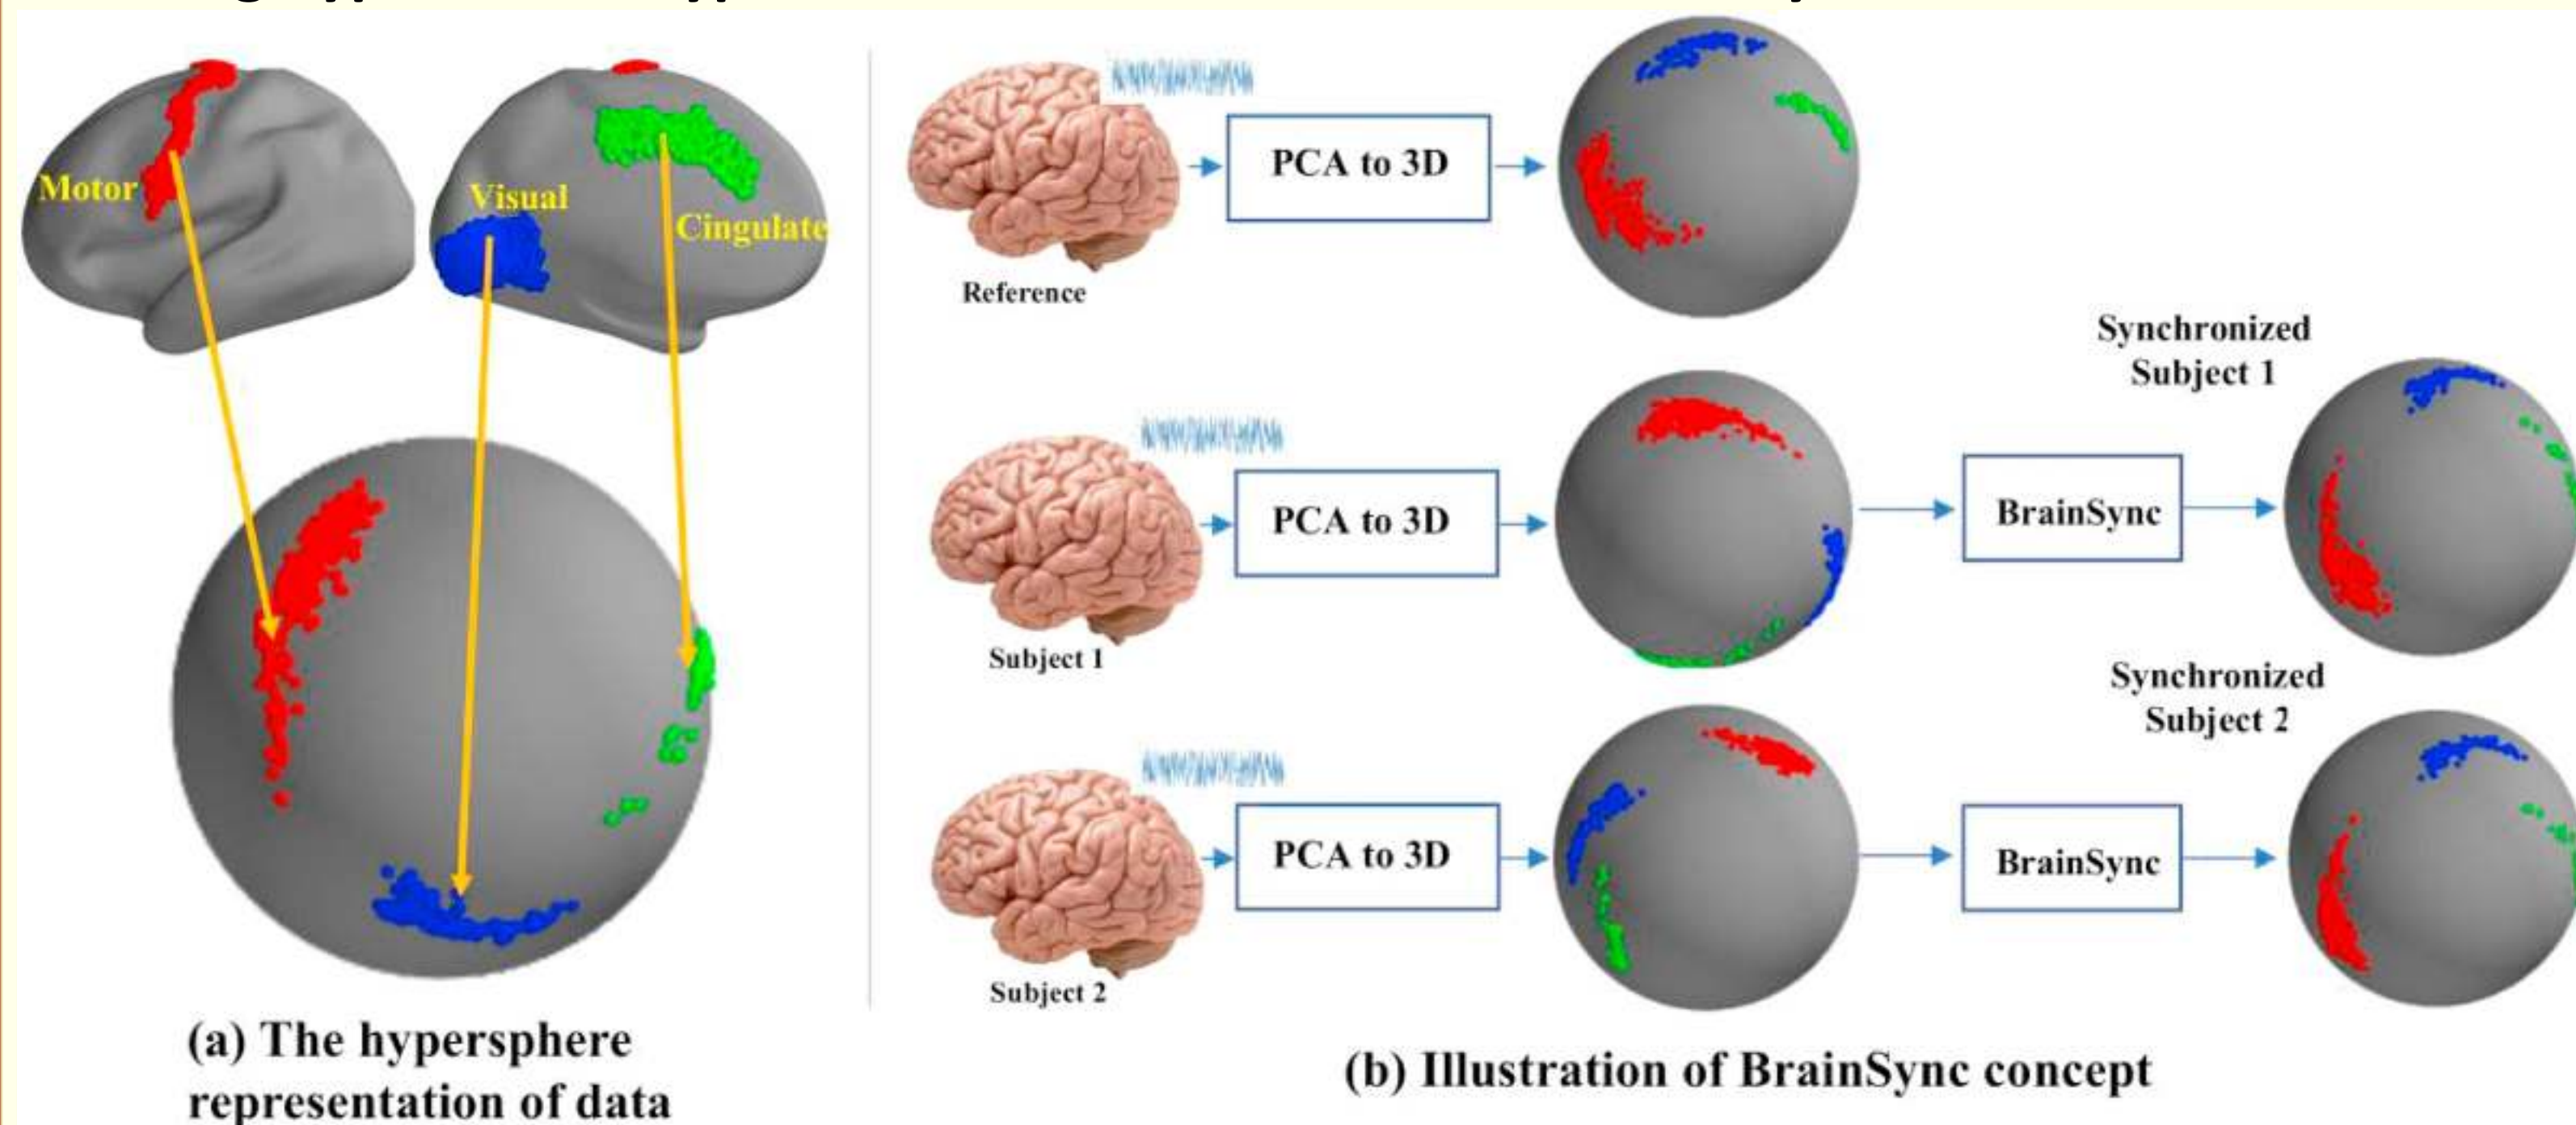 Motor
Visual
Cingulate
(a) The hypersphere
representation of data
PCA to 3D
Reference
PCA to 3D
Subject 1
BrainSync
Synchronized
Subject 1
PCA to 3D
Subject 2
BrainSync
Synchronized
Subject 2
(b) Illustration of BrainSync concept